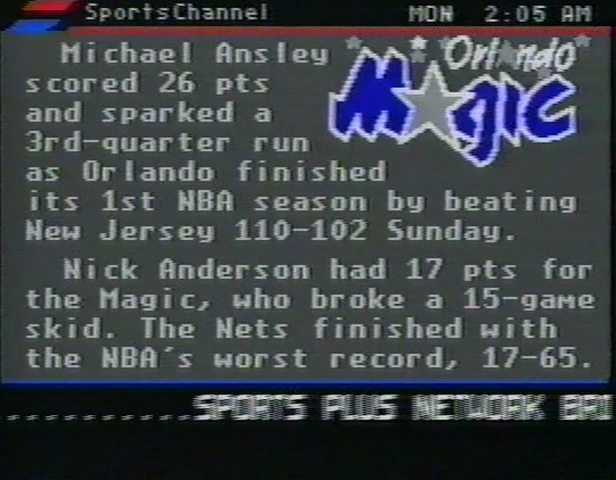 SportsChannel MON 2:05 AM
Orlando
Magic
Michael Ansley
scored 26 pts
and sparked a
3rd-quarter run
as Orlando finished
its 1st NBA season by beating
New Jersey 110-102 Sunday.
Nick Anderson had 17 pts for
the Magic, who broke a 15-game
skid. The Nets finished with
the NBA's worst record, 17-65.
..........SPORTS PLUS NETWORK